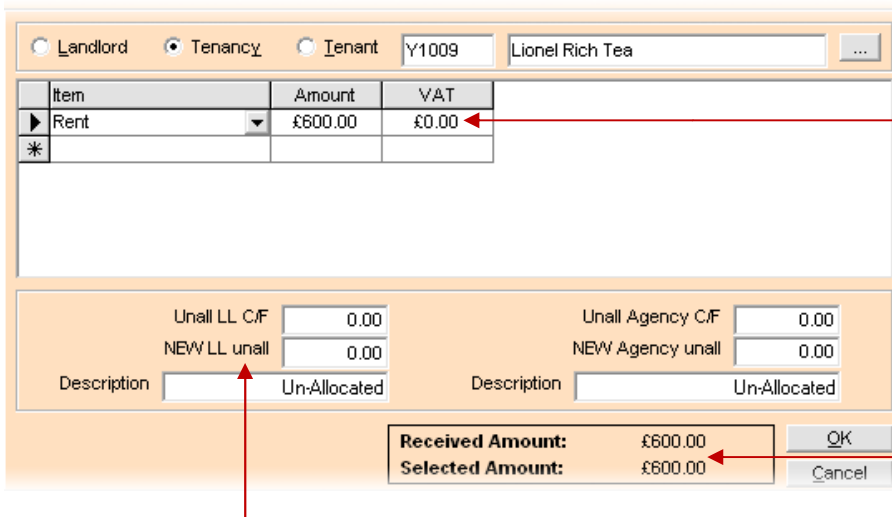 Landlord Tenancy Tenant Y1009 Lionel Rich Tea ...
Item Amount VAT
Rent £600.00 £0.00
Unall LL C/F 0.00 Unall Agency C/F 0.00
NEW LL unall 0.00 NEW Agency unall 0.00
Description Un-Allocated Description Un-Allocated
Received Amount: £600.00 OK
Selected Amount: £600.00 Cancel